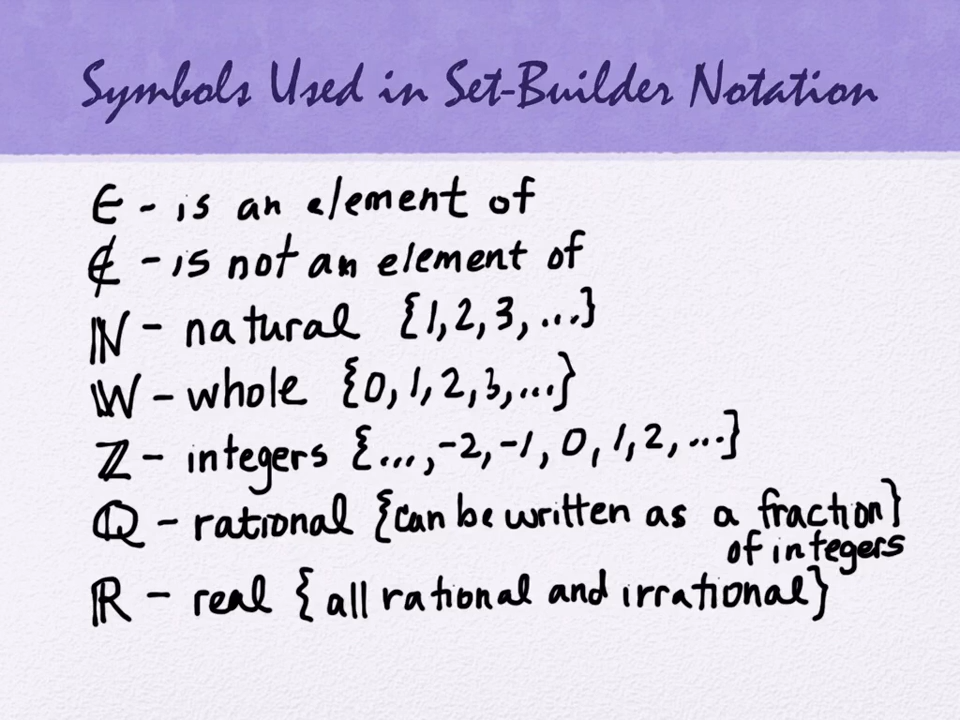 Symbols Used in Set-Builder Notation
∈ - is an element of
∉ - is not an element of
ℕ - natural {1, 2, 3, ...}
𝕎 - whole {0, 1, 2, 3, ...}
ℤ - integers {..., -2, -1, 0, 1, 2, ...}
ℚ - rational {can be written as a fraction}
of integers
ℝ - real {all rational and irrational}